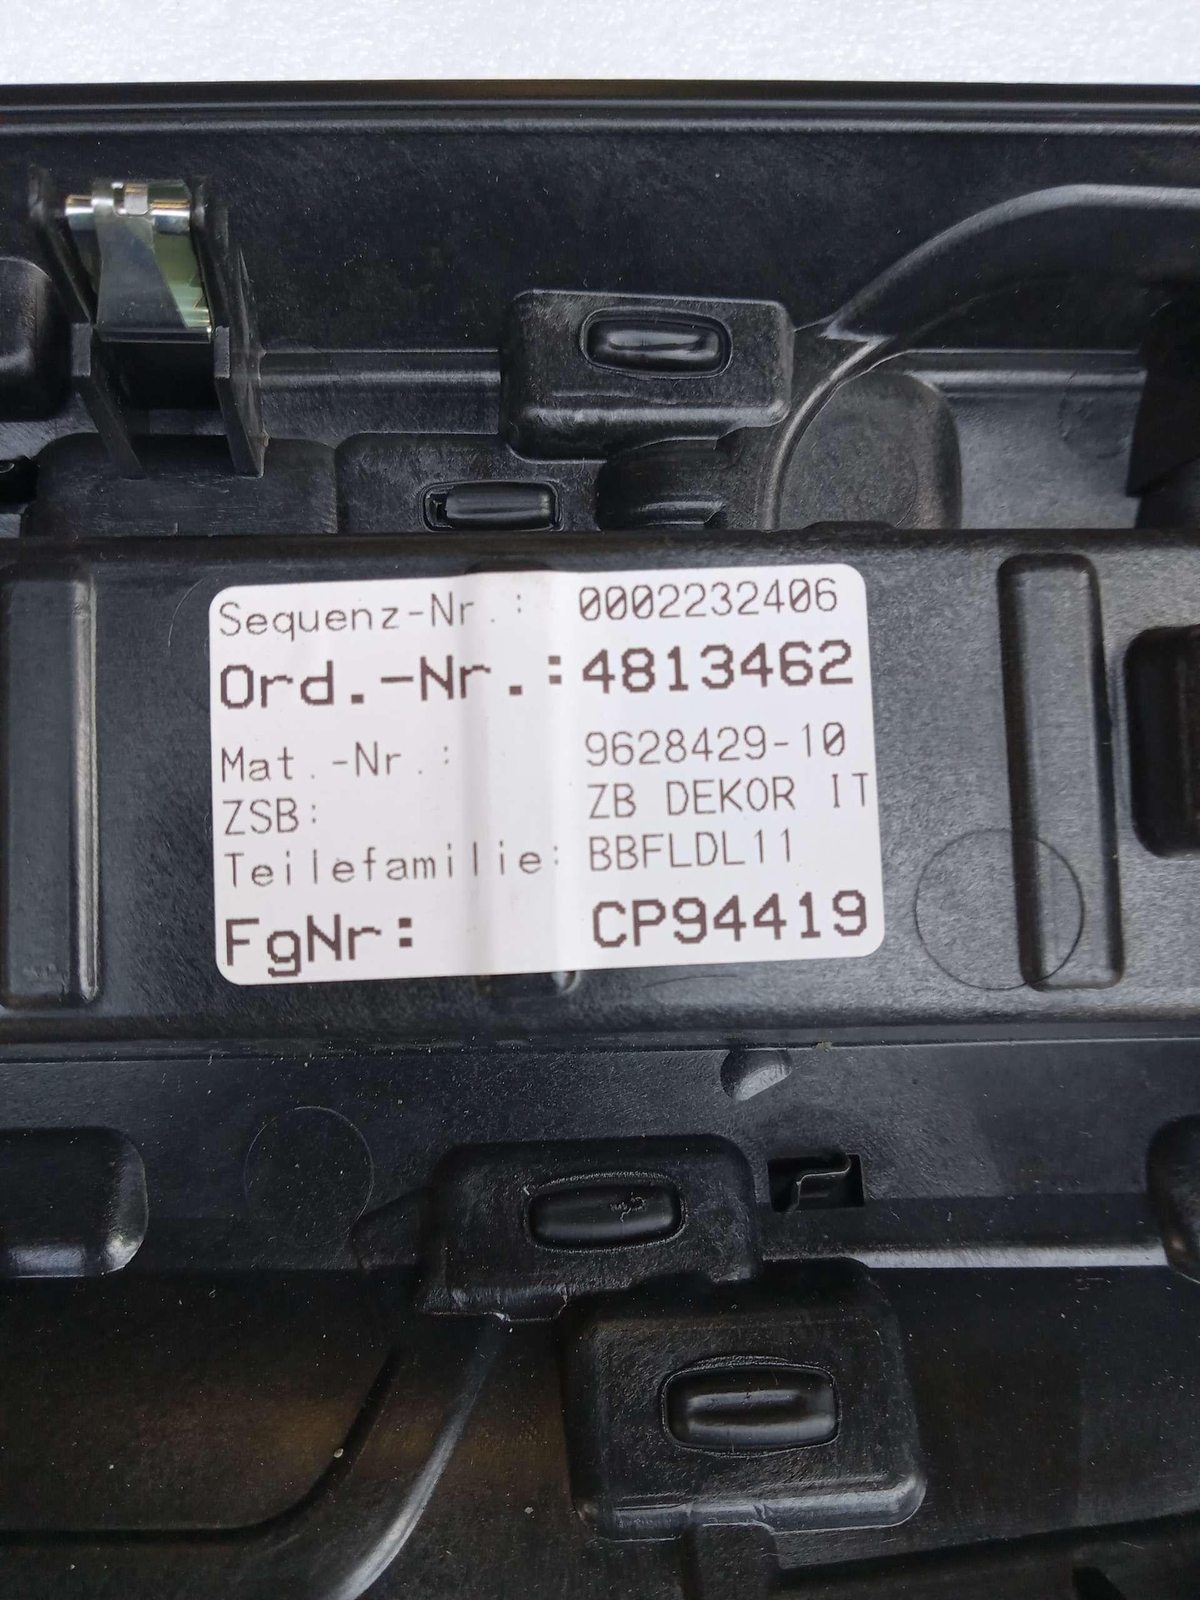 Sequenz-Nr.: 0002232406
Ord.-Nr.: 4813462
Mat.-Nr.: 9628429-10
ZSB: ZB DEKOR IT
Teilefamilie: BBFLDL11
FgNr: CP94419